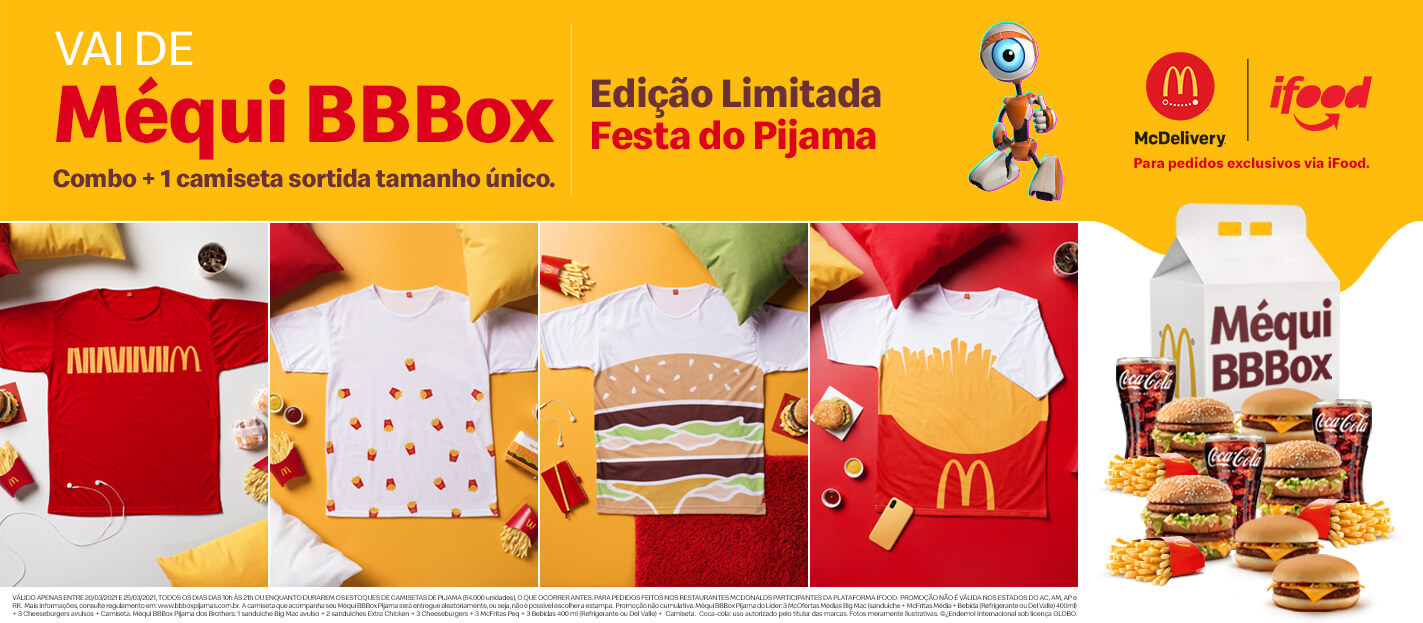 VAI DE
Méqui BBBox
Combo + 1 camiseta sortida tamanho único.
Edição Limitada
Festa do Pijama
McDelivery
ifood
Para pedidos exclusivos via iFood.
Méqui
BBBox
Coca-Cola
Coca-Cola
Coca-Cola
VÁLIDO APENAS ENTRE 20/03/2021 E 25/03/2021, TODOS OS DIAS DAS 10h ÀS 21h OU ENQUANTO DURAREM OS ESTOQUES DE CAMISETAS DE PIJAMA (54.000 unidades), O QUE OCORRER ANTES. PARA PEDIDOS FEITOS NOS RESTAURANTES MCDONALDS PARTICIPANTES DA PLATAFORMA IFOOD. PROMOÇÃO NÃO É VÁLIDA NOS ESTADOS DO AC, AM, AP e
RR. Mais informações, consulte regulamento em: www.bbboxpijamas.com.br. A camiseta que acompanha seu Méqui BBBox Pijama será entregue aleatoriamente, ou seja, não é possível escolher a estampa. Promoção não cumulativa. Méqui BBBox Pijama do Líder: 3 McOfertas Médias Big Mac (sanduíche + McFritas Média + Bebida (Refrigerante ou Del Valle) 400ml)
+ 3 Cheeseburgers avulsos + Camiseta. Méqui BBBox Pijama dos Brothers: 1 sanduíche Big Mac avulso + 2 sanduíches Extra Chicken + 3 Cheeseburgers + 3 McFritas Peq + 3 Bebidas 400 ml (Refrigerante ou Del Valle) + Camiseta. Coca-cola: uso autorizado pelo titular das marcas. Fotos meramente Ilustrativas. ©¿Endemol Internacional sob licença GLOBO.